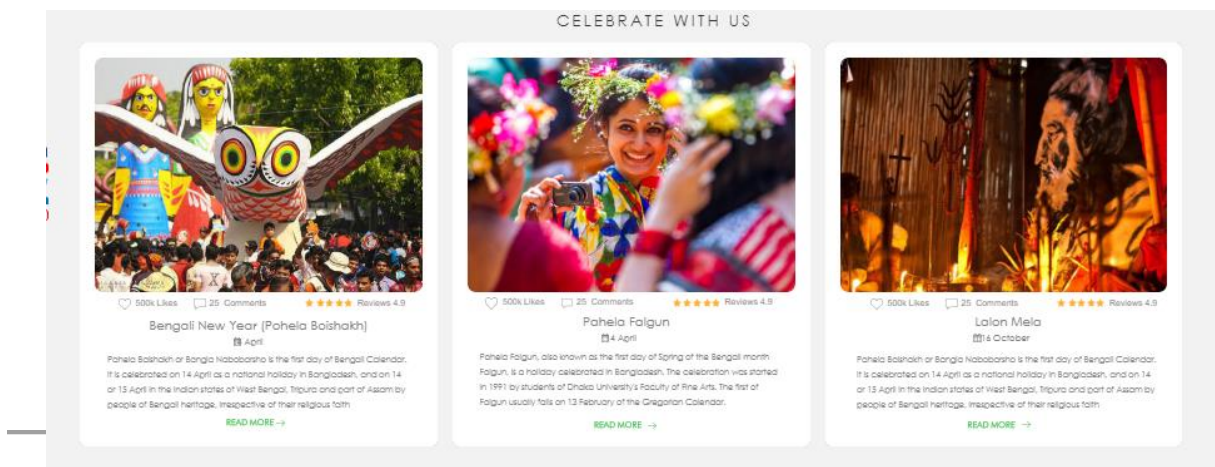 CELEBRATE WITH US
500k Likes 25 Comments Reviews 4.9
Bengali New Year (Pohela Boishakh)
April
Pahela Baishakh or Bangla Nabobarsho is the first day of Bengali Calendar.
It is celebrated on 14 April as a national holiday in Bangladesh, and on 14
or 15 April in the Indian states of West Bengal, Tripura and part of Assam by
people of Bengali heritage, irrespective of their religious faith
READ MORE →
500k Likes 25 Comments Reviews 4.9
Pahela Falgun
4 April
Pahela Falgun, also known as the first day of Spring of the Bengali month
Falgun, is a holiday celebrated in Bangladesh. The celebration was started
in 1991 by students of Dhaka University's Faculty of Fine Arts. The first of
Falgun usually falls on 13 February of the Gregorian Calendar.
READ MORE →
500k Likes 25 Comments Reviews 4.9
Lalon Mela
16 October
Pahela Baishakh or Bangla Nabobarsho is the first day of Bengali Calendar.
It is celebrated on 14 April as a national holiday in Bangladesh, and on 14
or 15 April in the Indian states of West Bengal, Tripura and part of Assam by
people of Bengali heritage, irrespective of their religious faith
READ MORE →